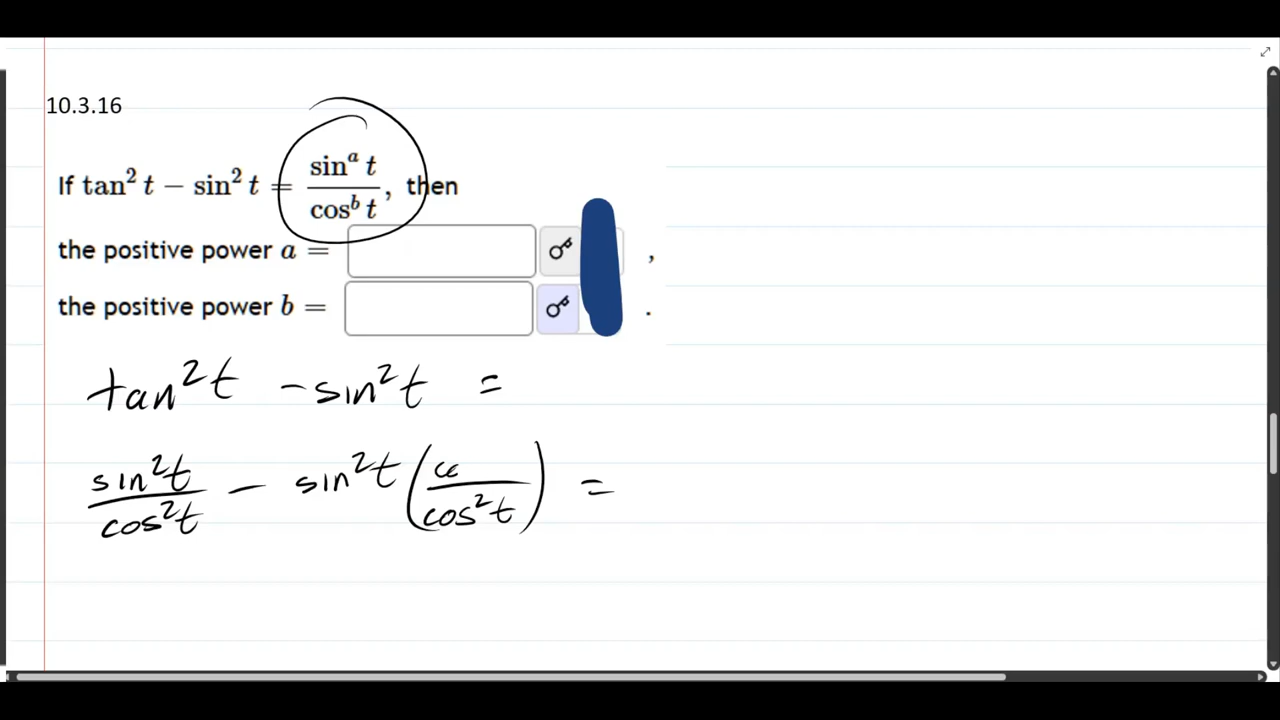 10.3.16
If tan² t − sin² t = sinᵃ t / cosᵇ t, then
the positive power a = ,
the positive power b = .
tan²t − sin²t =
sin²t / cos²t − sin²t ( / cos²t ) =